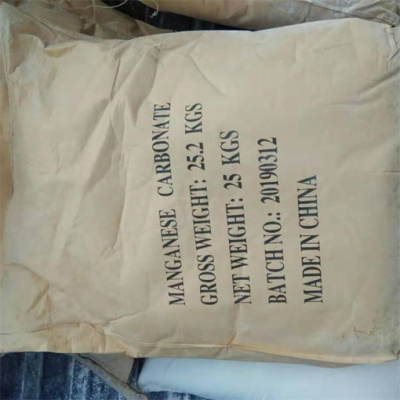 MANGANESE CARBONATE
GROSS WEIGHT: 25.2 KGS
NET WEIGHT: 25 KGS
BATCH NO.: 20190312
MADE IN CHINA